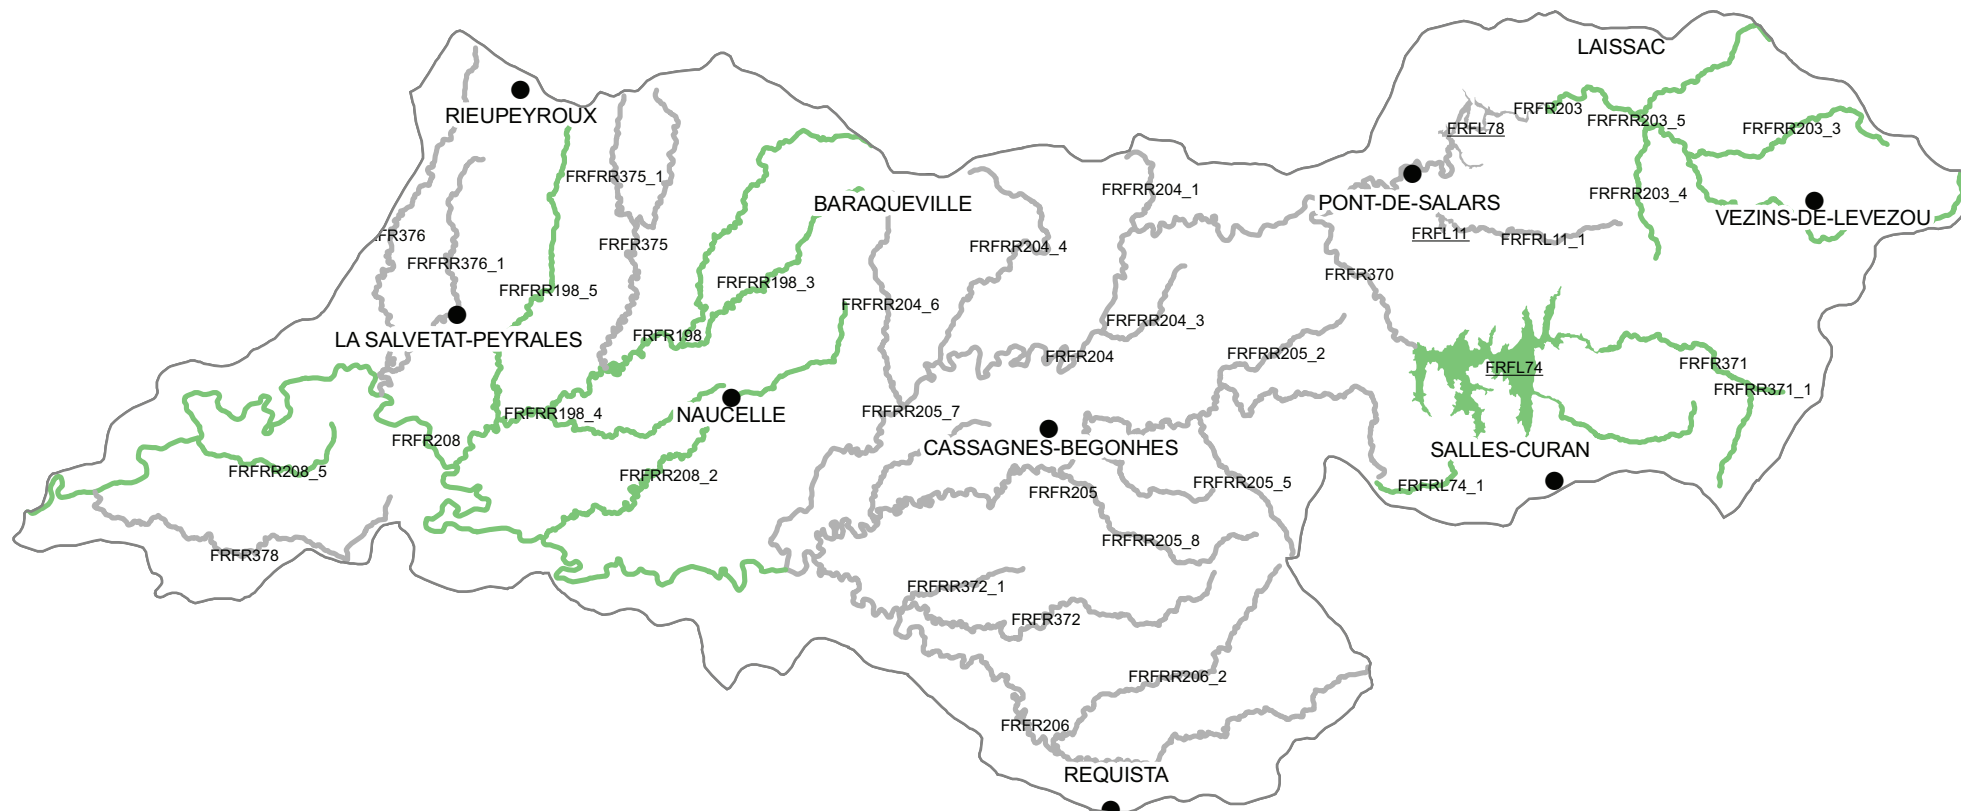 LAISSAC
RIEUPEYROUX
FRFR203
FRFRR203_5
FRFL78
FRFRR203_3
FRFRR375_1
FRFRR204_1
FRFRR203_4
BARAQUEVILLE
PONT-DE-SALARS
VEZINS-DE-LEVEZOU
FRFR376
FRFR375
FRFRR204_4
FRFL11
FRFRL11_1
FRFRR376_1
FRFR370
FRFRR198_5
FRFRR198_3
FRFRR204_6
FRFRR204_3
LA SALVETAT-PEYRALES
FRFR198
FRFR204
FRFRR205_2
FRFR371
FRFL74
FRFRR371_1
FRFRR198_4
NAUCELLE
FRFRR205_7
FRFR208
CASSAGNES-BEGONHES
SALLES-CURAN
FRFRR208_5
FRFRR208_2
FRFR205
FRFRR205_5
FRFRL74_1
FRFR378
FRFRR205_8
FRFRR372_1
FRFR372
FRFRR206_2
FRFR206
REQUISTA